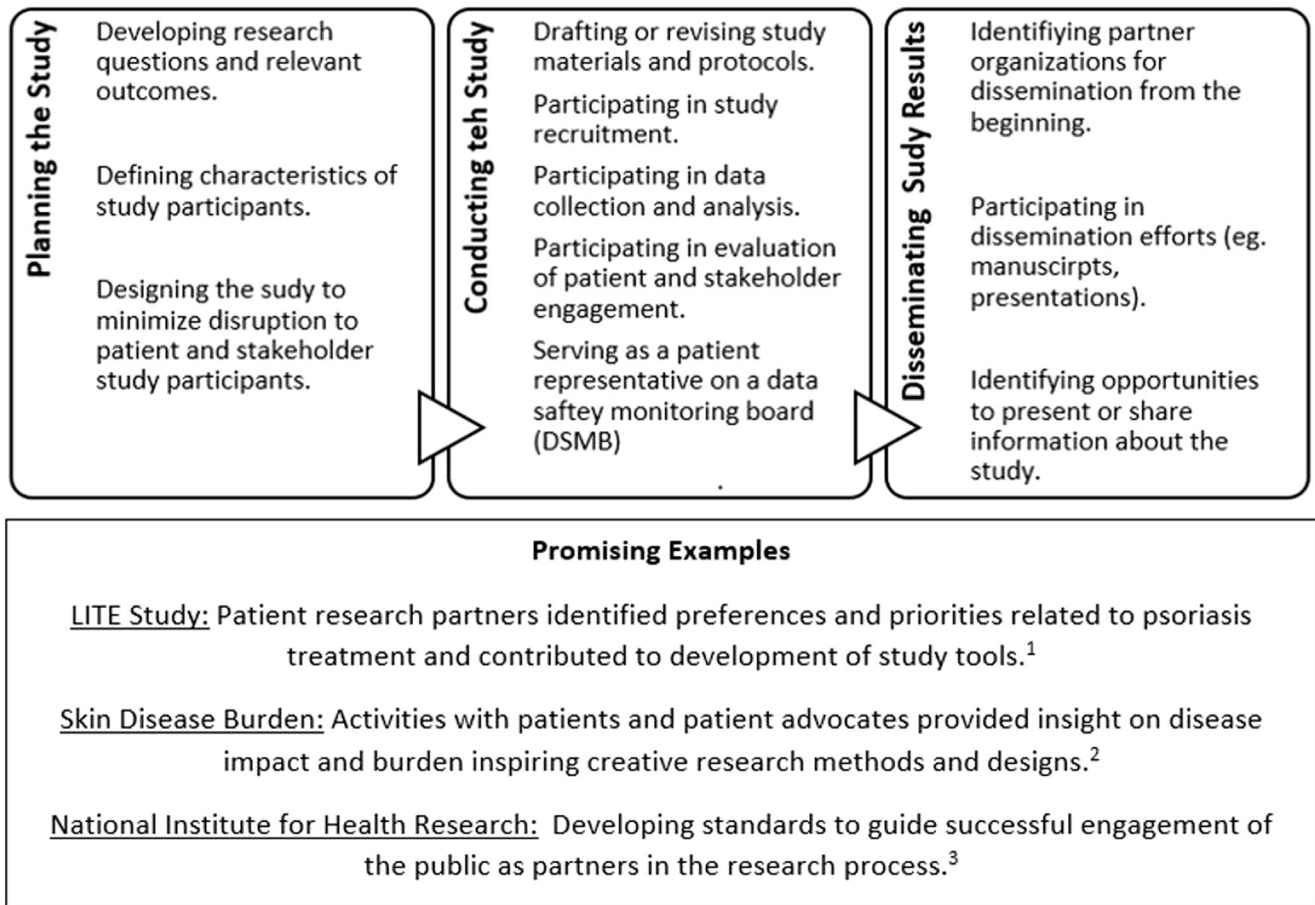 Planning the Study
Developing research
questions and relevant
outcomes.
Defining characteristics of
study participants.
Designing the sudy to
minimize disruption to
patient and stakeholder
study participants.
Conducting teh Study
Drafting or revising study
materials and protocols.
Participating in study
recruitment.
Participating in data
collection and analysis.
Participating in evaluation
of patient and stakeholder
engagement.
Serving as a patient
representative on a data
saftey monitoring board
(DSMB)
.
Disseminating Sudy Results
Identifiying partner
organizations for
dissemination from the
beginning.
Participating in
dissemination efforts (eg.
manuscirpts,
presentations).
Identifying opportunities
to present or share
information about the
study.
Promising Examples
LITE Study: Patient research partners identified preferences and priorities related to psoriasis
treatment and contributed to development of study tools.¹
Skin Disease Burden: Activities with patients and patient advocates provided insight on disease
impact and burden inspiring creative research methods and designs.²
National Institute for Health Research: Developing standards to guide successful engagement of
the public as partners in the research process.³